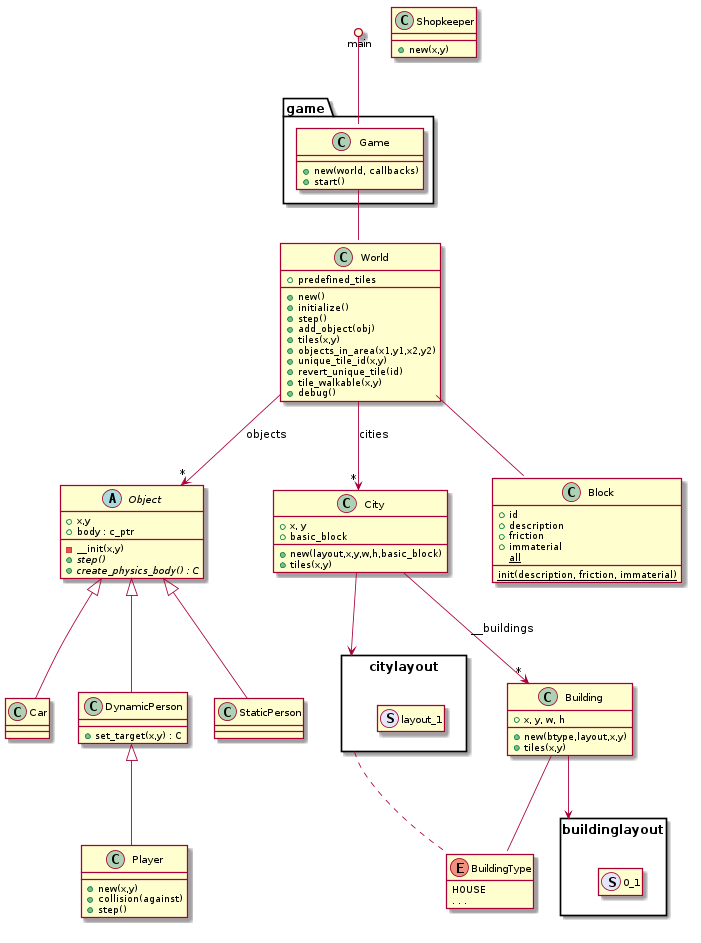 C Shopkeeper
new(x,y)
main
game
C Game
new(world, callbacks)
start()
C World
predefined_tiles
new()
initialize()
step()
add_object(obj)
tiles(x,y)
objects_in_area(x1,y1,x2,y2)
unique_tile_id(x,y)
revert_unique_tile(id)
tile_walkable(x,y)
debug()
objects
*
cities
*
A Object
x,y
body : c_ptr
__init(x,y)
step()
create_physics_body() : C
C City
x, y
basic_block
new(layout,x,y,w,h,basic_block)
tiles(x,y)
C Block
id
description
friction
immaterial
all
init(description, friction, immaterial)
__buildings
*
citylayout
S layout_1
C Building
x, y, w, h
new(btype,layout,x,y)
tiles(x,y)
C Car
C DynamicPerson
set_target(x,y) : C
C StaticPerson
buildinglayout
S 0_1
C Player
new(x,y)
collision(against)
step()
E BuildingType
HOUSE
. . .